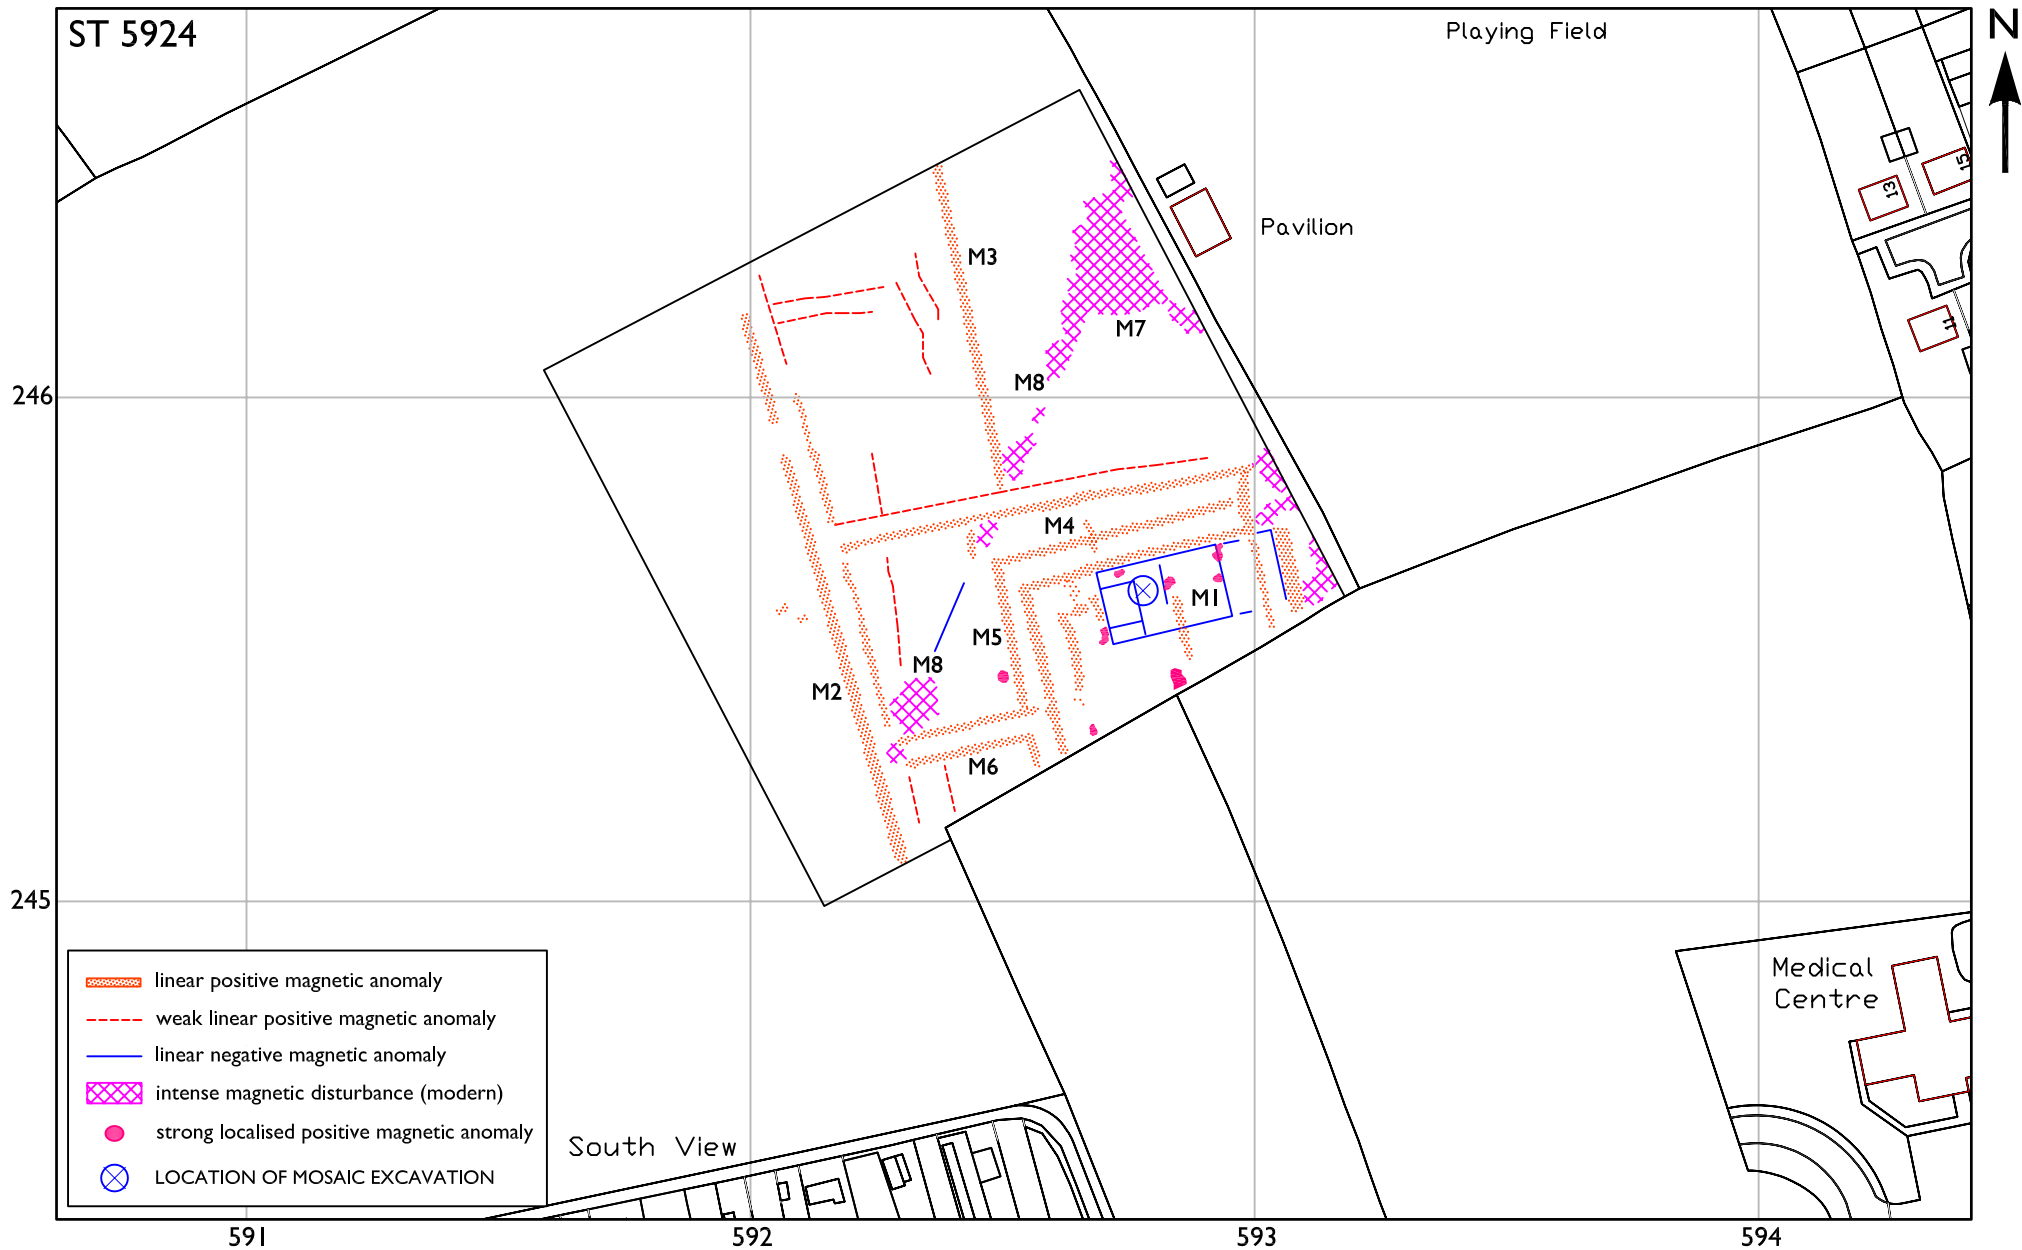 ST 5924
Playing Field
N
15
13
Pavilion
M3
11
M7
M8
246
M4
M1
M5
M8
M2
M6
245
linear positive magnetic anomaly
weak linear positive magnetic anomaly
linear negative magnetic anomaly
intense magnetic disturbance (modern)
strong localised positive magnetic anomaly
LOCATION OF MOSAIC EXCAVATION
Medical
Centre
South View
591
592
593
594